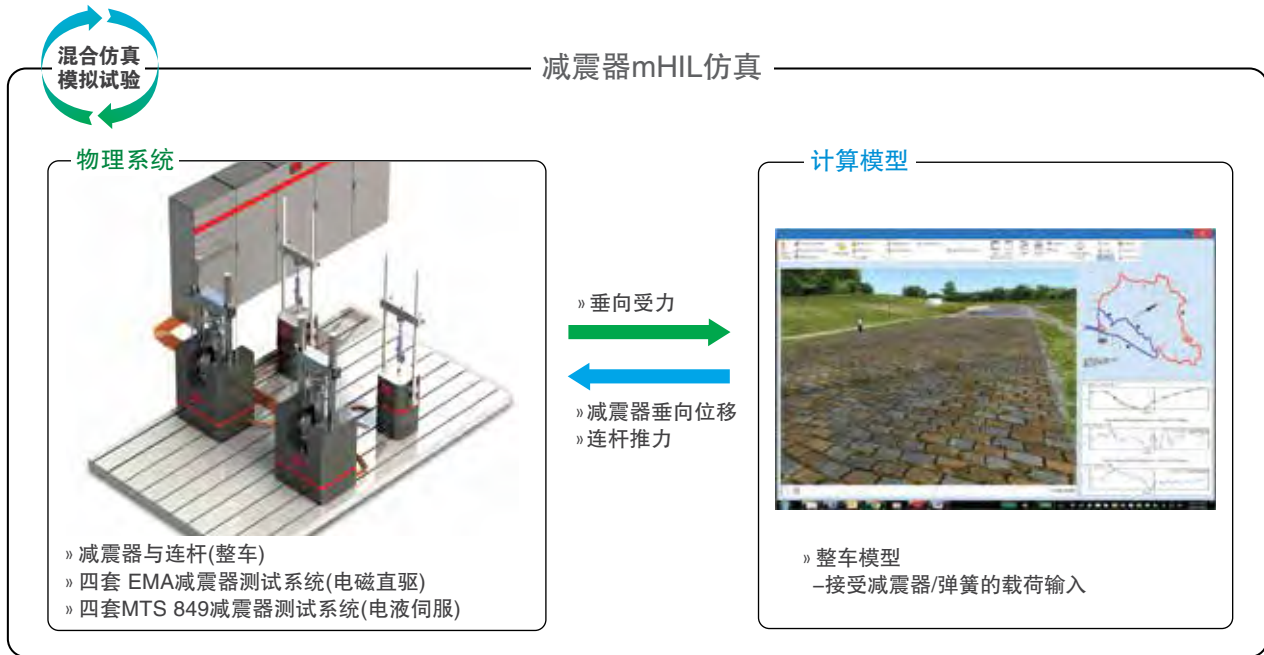 混合仿真
模拟试验
减震器mHIL仿真
物理系统
» 减震器与连杆(整车)
» 四套 EMA减震器测试系统(电磁直驱)
» 四套MTS 849减震器测试系统(电液伺服)
» 垂向受力
»减震器垂向位移
»连杆推力
计算模型
» 整车模型
–接受减震器/弹簧的载荷输入